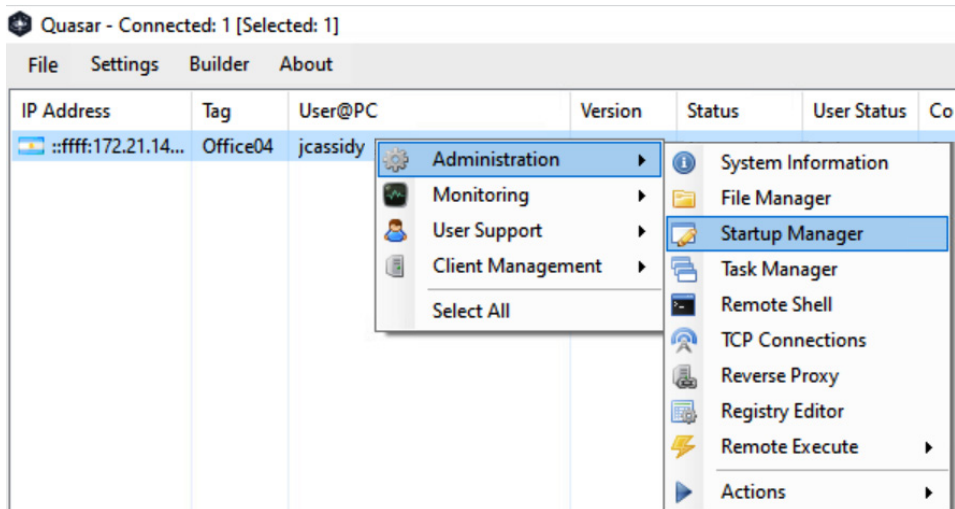 Quasar - Connected: 1 [Selected: 1]
File Settings Builder About
IP Address Tag User@PC Version Status User Status Co
::ffff:172.21.14... Office04 jcassidy
Administration
Monitoring
User Support
Client Management
Select All
System Information
File Manager
Startup Manager
Task Manager
Remote Shell
TCP Connections
Reverse Proxy
Registry Editor
Remote Execute
Actions